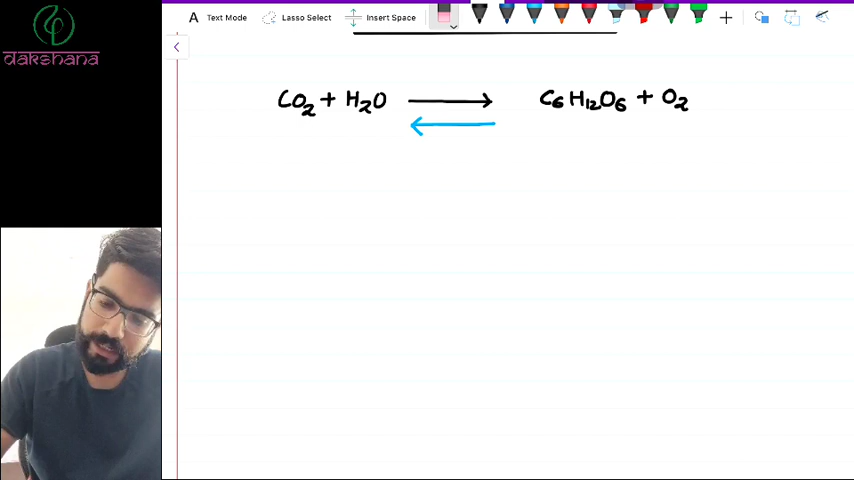 dakshana
A Text Mode Lasso Select Insert Space
CO₂ + H₂O ⟶ C₆H₁₂O₆ + O₂
⟵